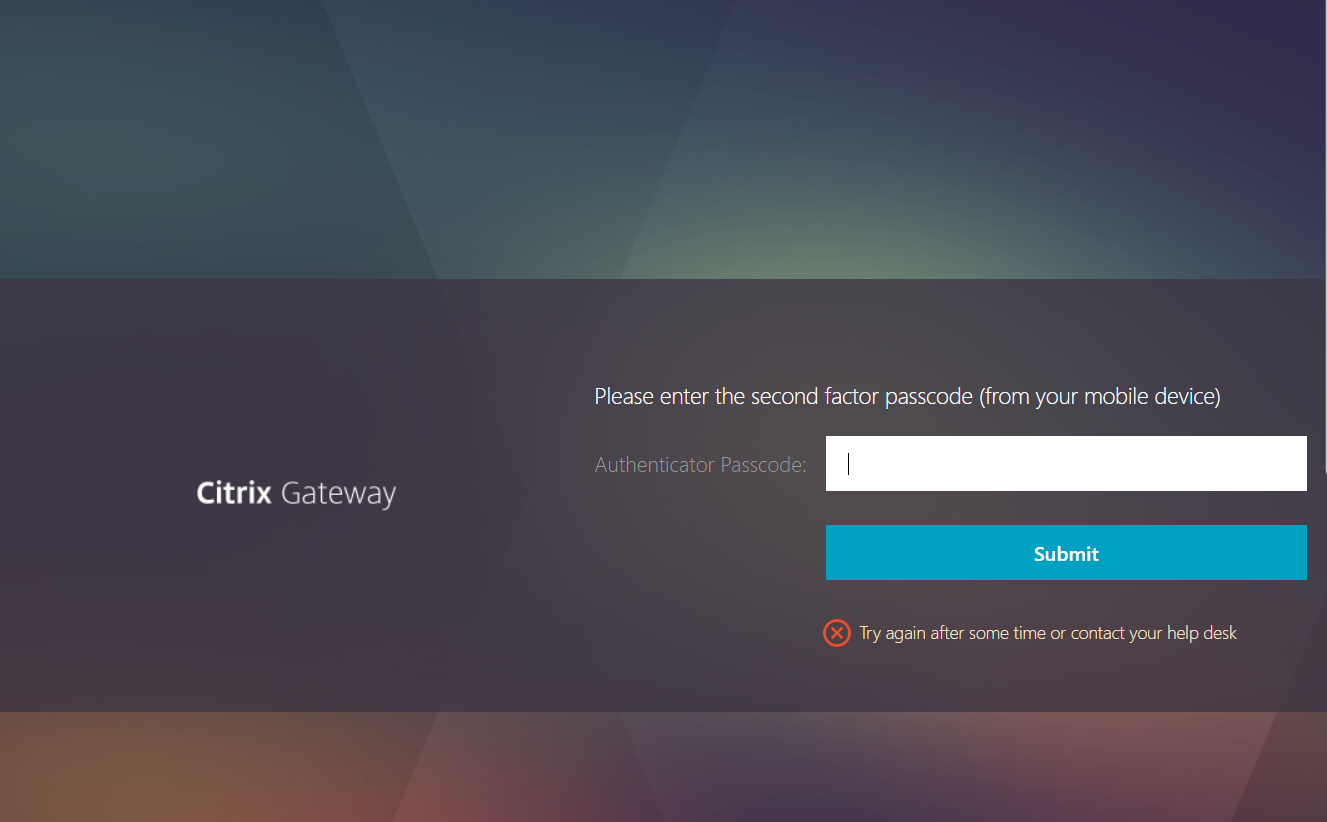 Please enter the second factor passcode (from your mobile device)
Authenticator Passcode:
Citrix Gateway
Submit
Try again after some time or contact your help desk